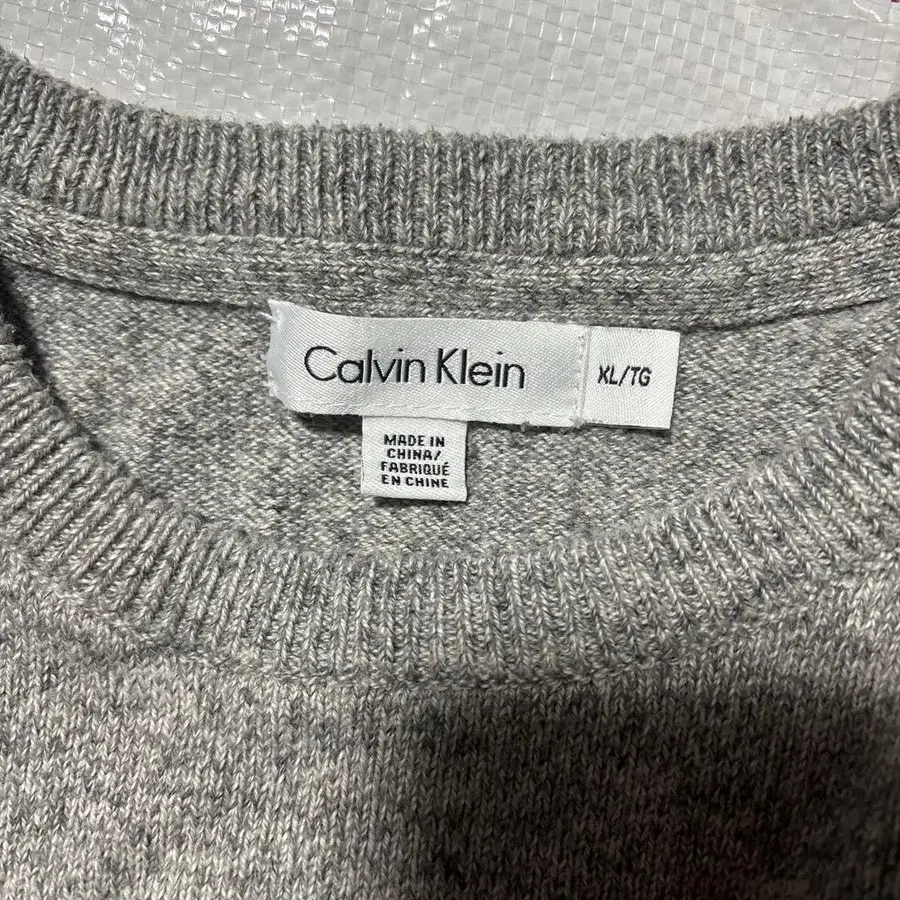 Calvin Klein
XL/TG
MADE IN
CHINA/
FABRIQUÉ
EN CHINE